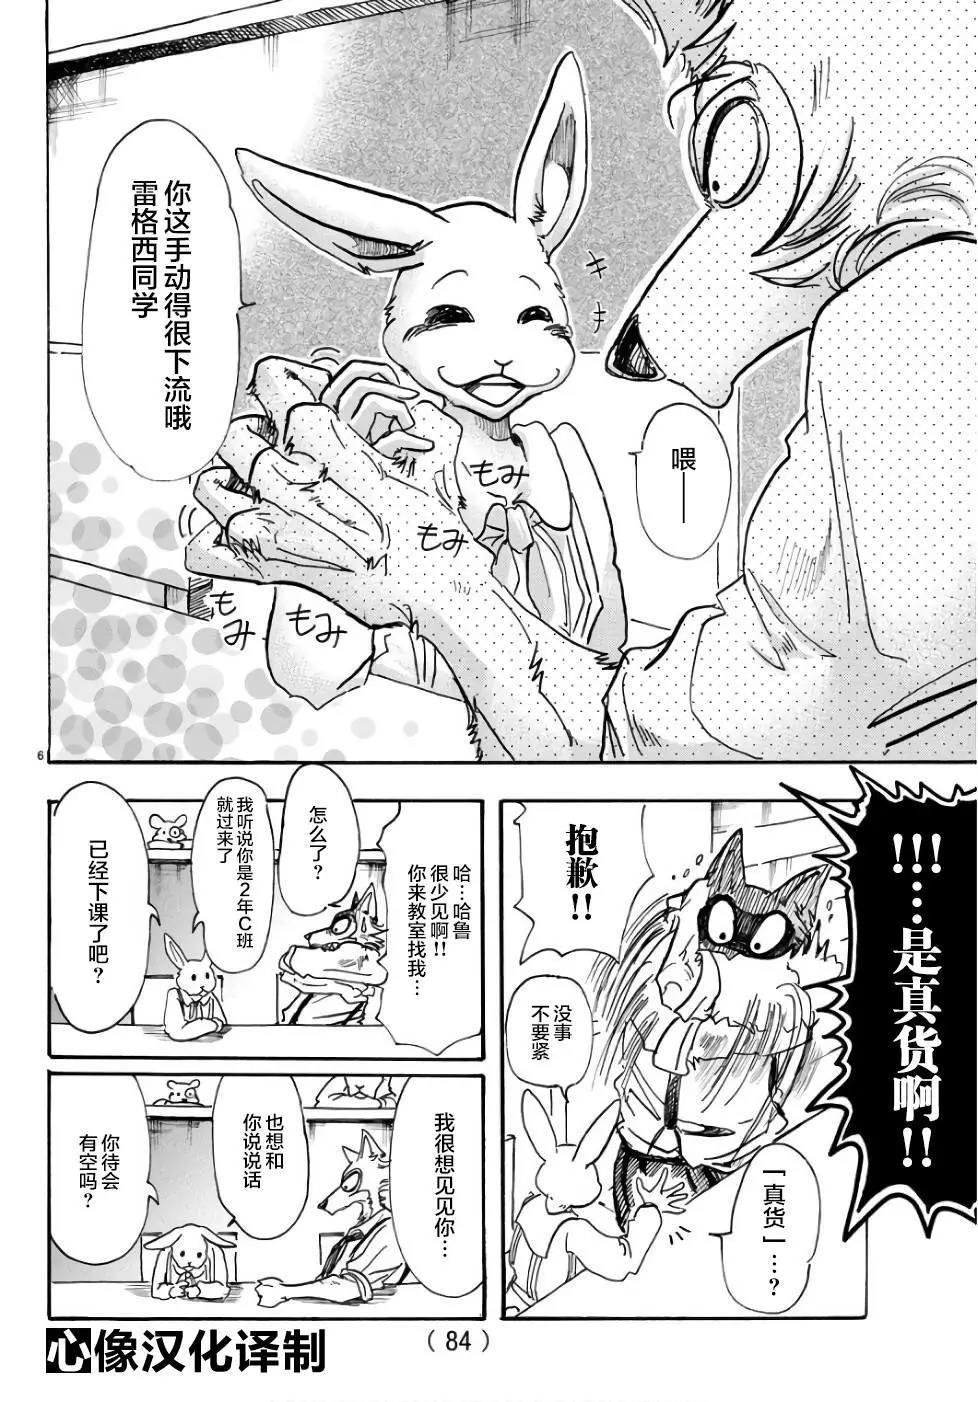 喂——
你这手动得很下流哦
雷格西同学
もみ
もみ
もみ
もみ
6
!!!…是真货啊!!
抱歉!!
没事
不要紧
「真货」…?
哈…哈鲁
很少见啊!!
你来教室找我…
怎么了?
我听说你是2年C班
就过来了
已经下课了吧?
我很想见见你…
也想和
你说说话
你待会
有空吗?
心像汉化译制
(84)